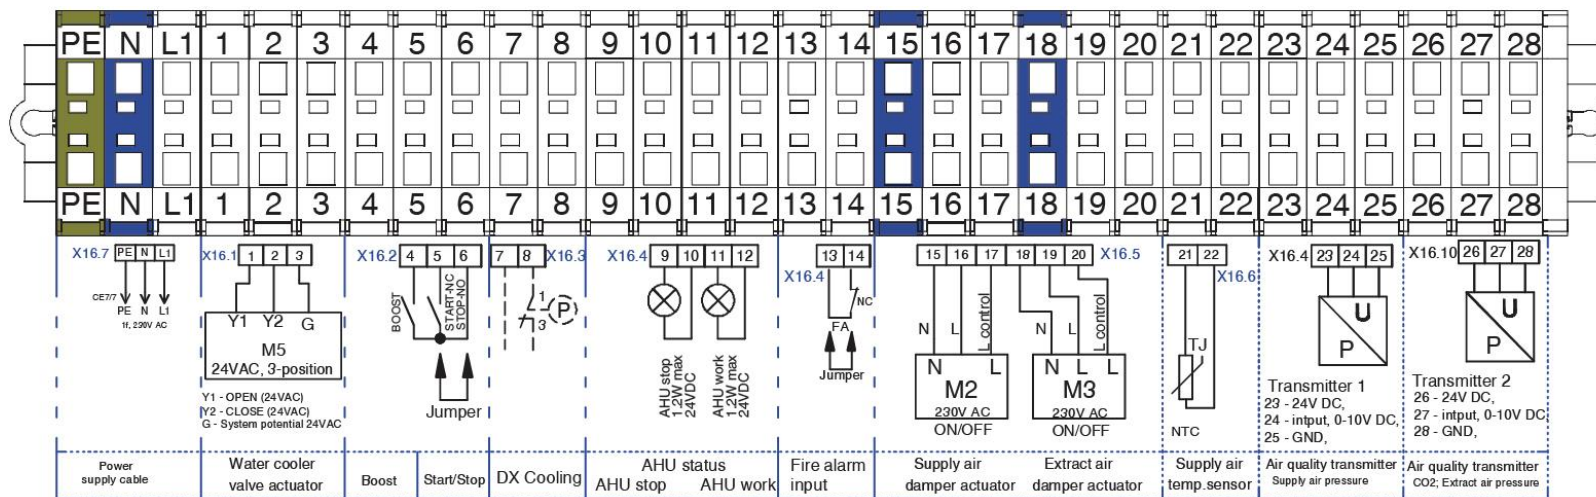 PE N L1 1 2 3 4 5 6 7 8 9 10 11 12 13 14 15 16 17 18 19 20 21 22 23 24 25 26 27 28
PE N L1 1 2 3 4 5 6 7 8 9 10 11 12 13 14 15 16 17 18 19 20 21 22 23 24 25 26 27 28
X16.7 PE N L1
CE7/7
PE N L1
1f, 230V AC
Power
supply cable
X16.1 1 2 3
Y1 Y2 G
M5
24VAC, 3-position
Y1 - OPEN (24VAC)
Y2 - CLOSE (24VAC)
G - System potential 24VAC
Water cooler
valve actuator
X16.2 4 5 6
BOOST
START-NC
STOP-NO
Jumper
Boost
Start/Stop
7 8 X16.3
1
P
3
DX Cooling
X16.4 9 10 11 12
AHU stop
1.2W max
24VDC
AHU work
1.2W max
24VDC
AHU status
AHU stop AHU work
13 14
X16.4
NC
FA
Jumper
Fire alarm
input
15 16 17
N L L control
N L
M2
230V AC
ON/OFF
Supply air
damper actuator
18 19 20 X16.5
N L L control
N L L
M3
230V AC
ON/OFF
Extract air
damper actuator
21 22
X16.6
TJ
NTC
Supply air
temp.sensor
X16.4 23 24 25
U
P
Transmitter 1
23 - 24V DC,
24 - intput, 0-10V DC,
25 - GND,
Air quality transmitter
Supply air pressure
X16.10 26 27 28
U
P
Transmitter 2
26 - 24V DC,
27 - intput, 0-10V DC
28 - GND,
Air quality transmitter
CO2; Extract air pressure